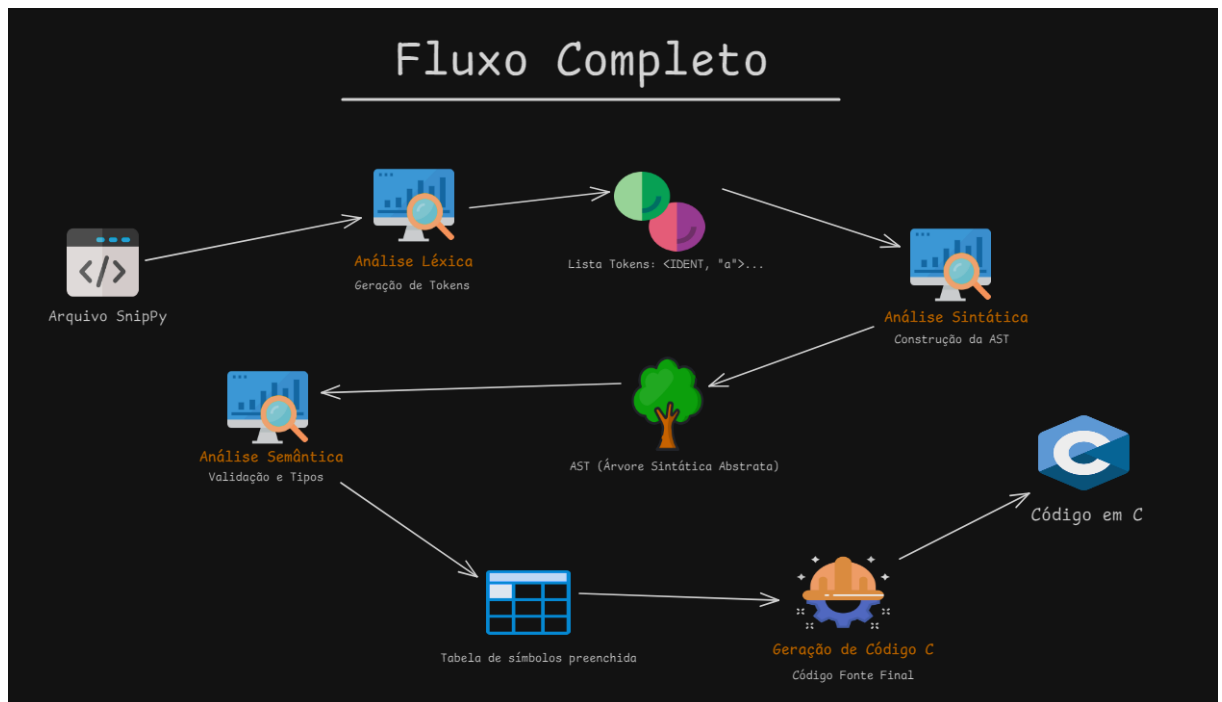 Fluxo Completo
Arquivo SnipPy
Análise Léxica
Geração de Tokens
Lista Tokens: <IDENT, "a">...
Análise Sintática
Construção da AST
AST (Árvore Sintática Abstrata)
Análise Semântica
Validação e Tipos
Tabela de símbolos preenchida
Geração de Código C
Código Fonte Final
Código em C